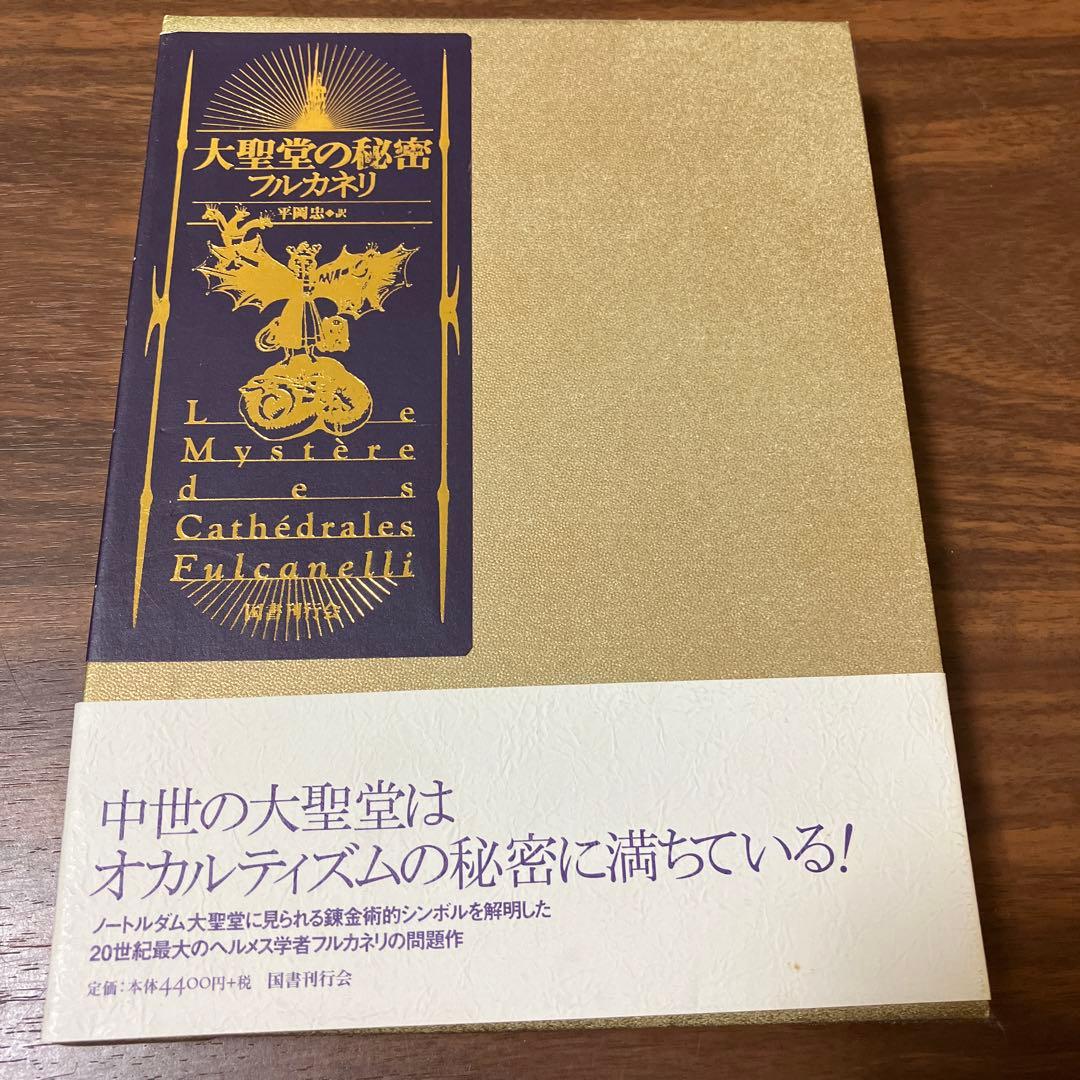 大聖堂の秘密
フルカネリ
平岡忠◆訳
Le
Mystère
des
Cathédrales
Fulcanelli
国書刊行会
中世の大聖堂は
オカルティズムの秘密に満ちている!
ノートルダム大聖堂に見られる錬金術的シンボルを解明した
20世紀最大のヘルメス学者フルカネリの問題作
定価:本体4400円+税 国書刊行会